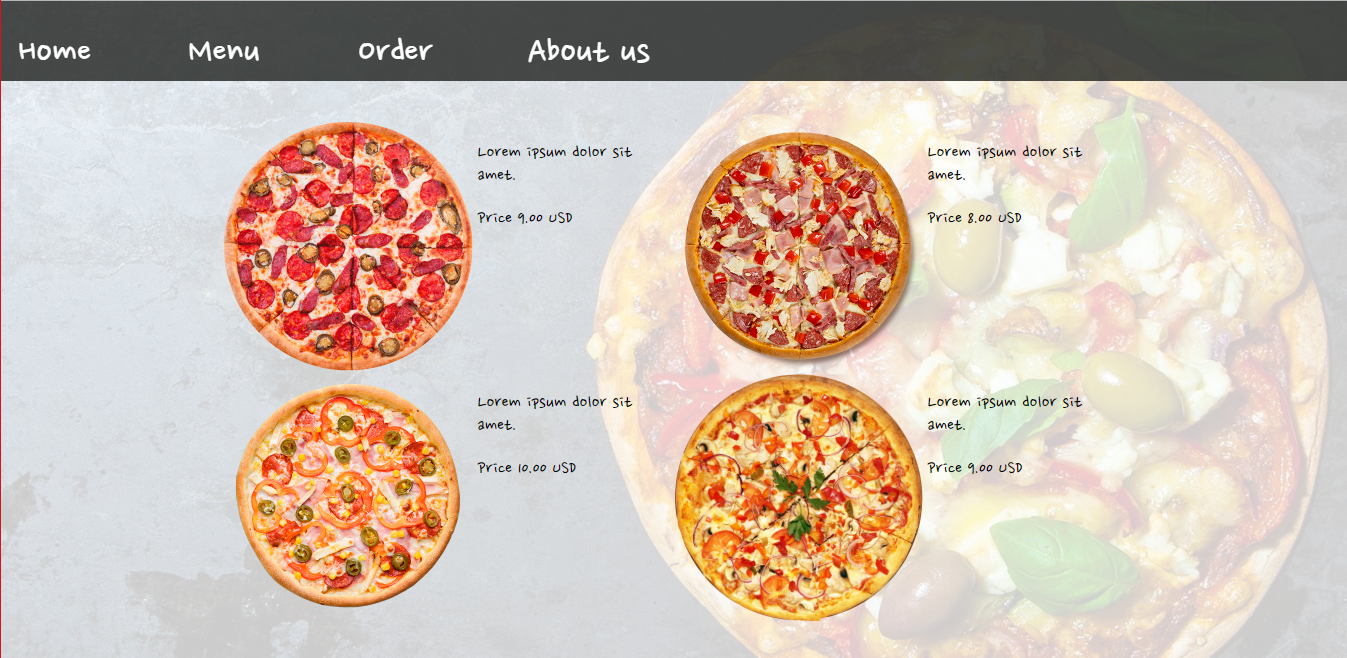 Home Menu Order About us
Lorem ipsum dolor sit
amet.
Price 9.00 USD
Lorem ipsum dolor sit
amet.
Price 8.00 USD
Lorem ipsum dolor sit
amet.
Price 10.00 USD
Lorem ipsum dolor sit
amet.
Price 9.00 USD